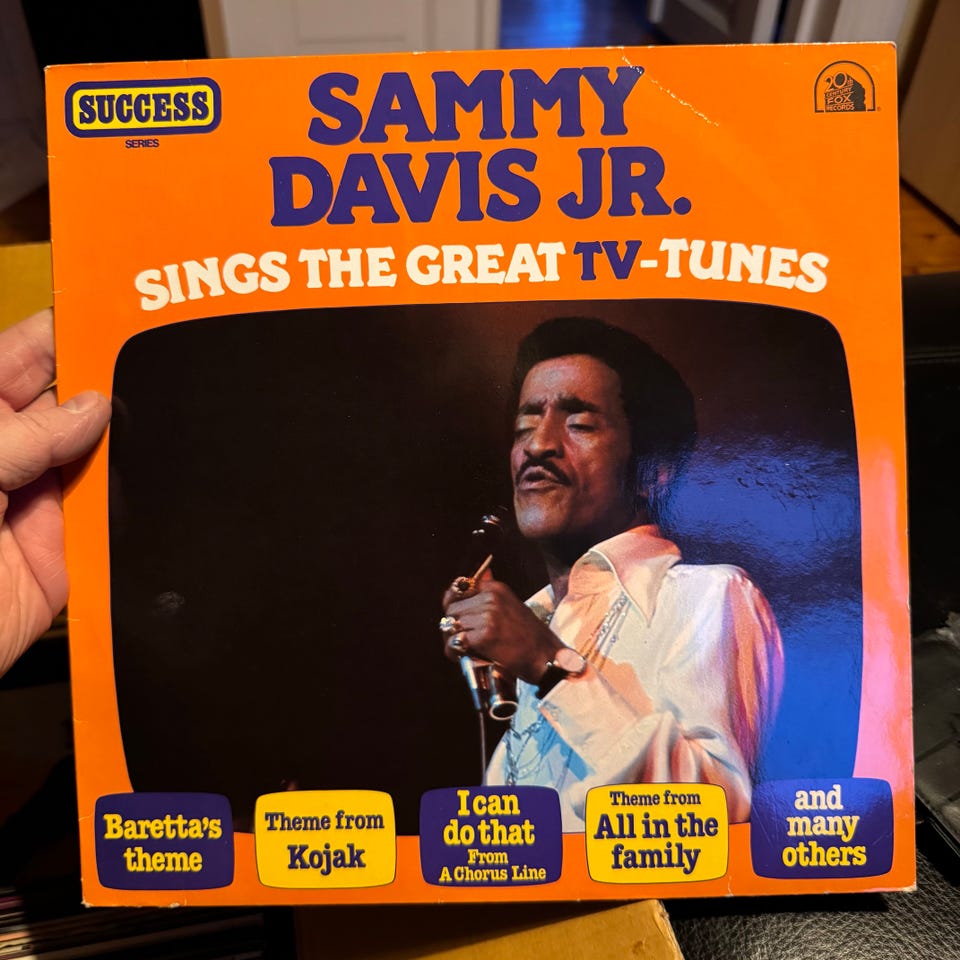 SUCCESS
SERIES
SAMMY
DAVIS JR.
20th
CENTURY
FOX
RECORDS
SINGS THE GREAT TV-TUNES
Baretta's
theme
Theme from
Kojak
I can
do that
From
A Chorus Line
Theme from
All in the
family
and
many
others